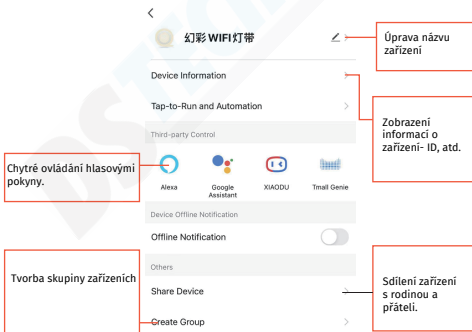 幻彩 WIFI灯带
Úprava názvu
zařízení
Device Information
Tap-to-Run and Automation
Zobrazení
informací o
zařízení- ID, atd.
Third-party Control
Chytré ovládání hlasovými
pokyny.
Alexa
Google
Assistant
XIAODU
Tmall Genie
Device Offline Notification
Offline Notification
Others
Tvorba skupiny zařízeních
Share Device
Sdílení zařízení
s rodinou a
přáteli.
Create Group